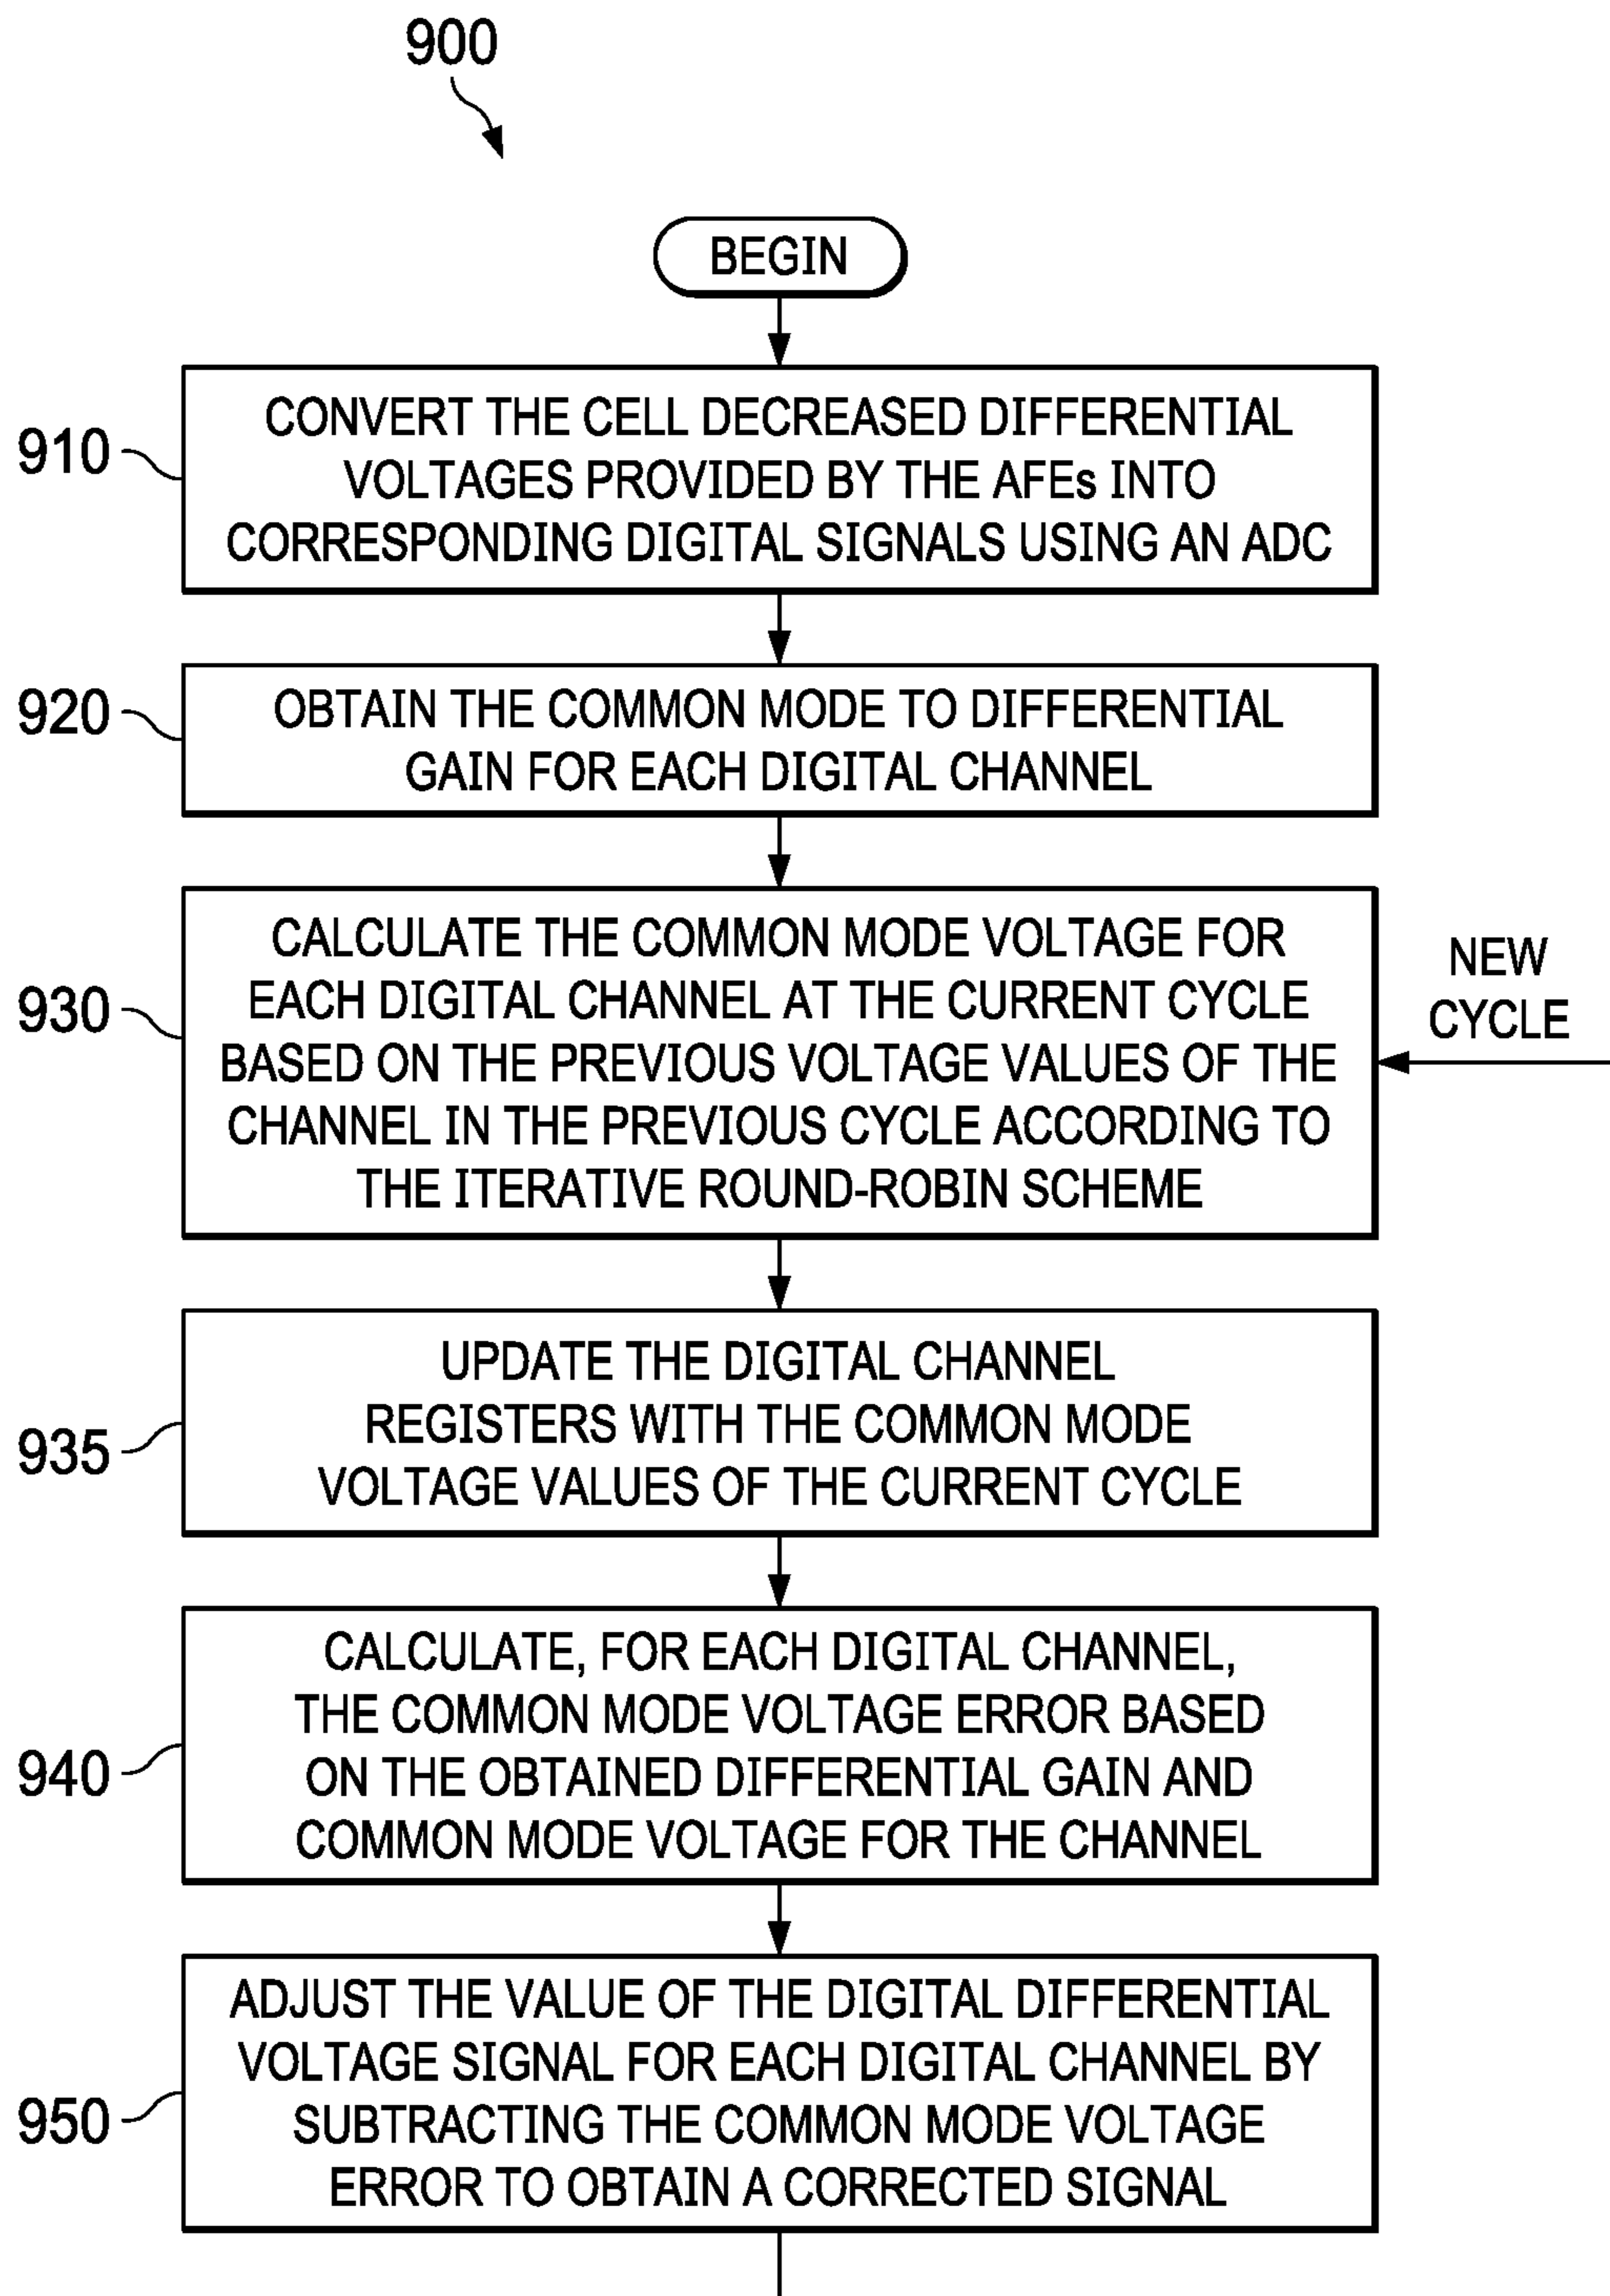 900
BEGIN
910
CONVERT THE CELL DECREASED DIFFERENTIAL
VOLTAGES PROVIDED BY THE AFEs INTO
CORRESPONDING DIGITAL SIGNALS USING AN ADC
920
OBTAIN THE COMMON MODE TO DIFFERENTIAL
GAIN FOR EACH DIGITAL CHANNEL
930
CALCULATE THE COMMON MODE VOLTAGE FOR
EACH DIGITAL CHANNEL AT THE CURRENT CYCLE
BASED ON THE PREVIOUS VOLTAGE VALUES OF THE
CHANNEL IN THE PREVIOUS CYCLE ACCORDING TO
THE ITERATIVE ROUND-ROBIN SCHEME
NEW
CYCLE
935
UPDATE THE DIGITAL CHANNEL
REGISTERS WITH THE COMMON MODE
VOLTAGE VALUES OF THE CURRENT CYCLE
940
CALCULATE, FOR EACH DIGITAL CHANNEL,
THE COMMON MODE VOLTAGE ERROR BASED
ON THE OBTAINED DIFFERENTIAL GAIN AND
COMMON MODE VOLTAGE FOR THE CHANNEL
950
ADJUST THE VALUE OF THE DIGITAL DIFFERENTIAL
VOLTAGE SIGNAL FOR EACH DIGITAL CHANNEL BY
SUBTRACTING THE COMMON MODE VOLTAGE
ERROR TO OBTAIN A CORRECTED SIGNAL